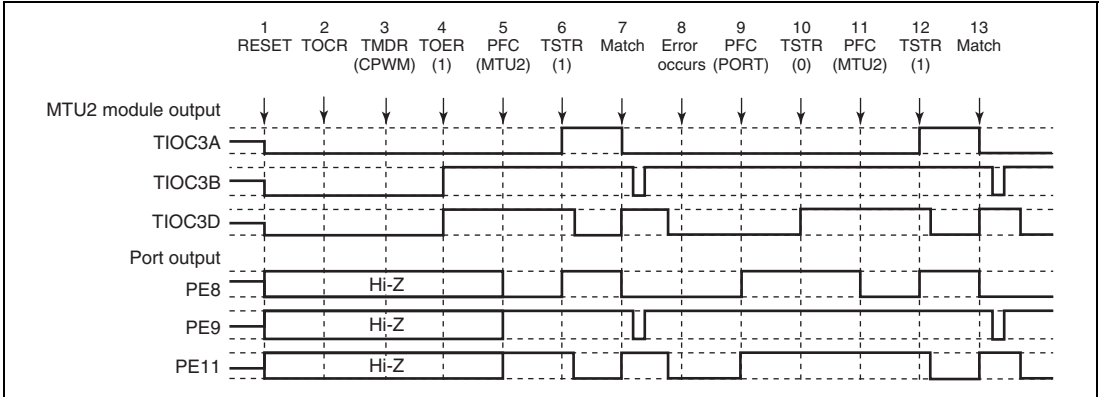 1 2 3 4 5 6 7 8 9 10 11 12 13
RESET TOCR TMDR TOER PFC TSTR Match Error PFC TSTR PFC TSTR Match
(CPWM) (1) (MTU2) (1) occurs (PORT) (0) (MTU2) (1)
MTU2 module output
TIOC3A
TIOC3B
TIOC3D
Port output
PE8 Hi-Z
PE9 Hi-Z
PE11 Hi-Z